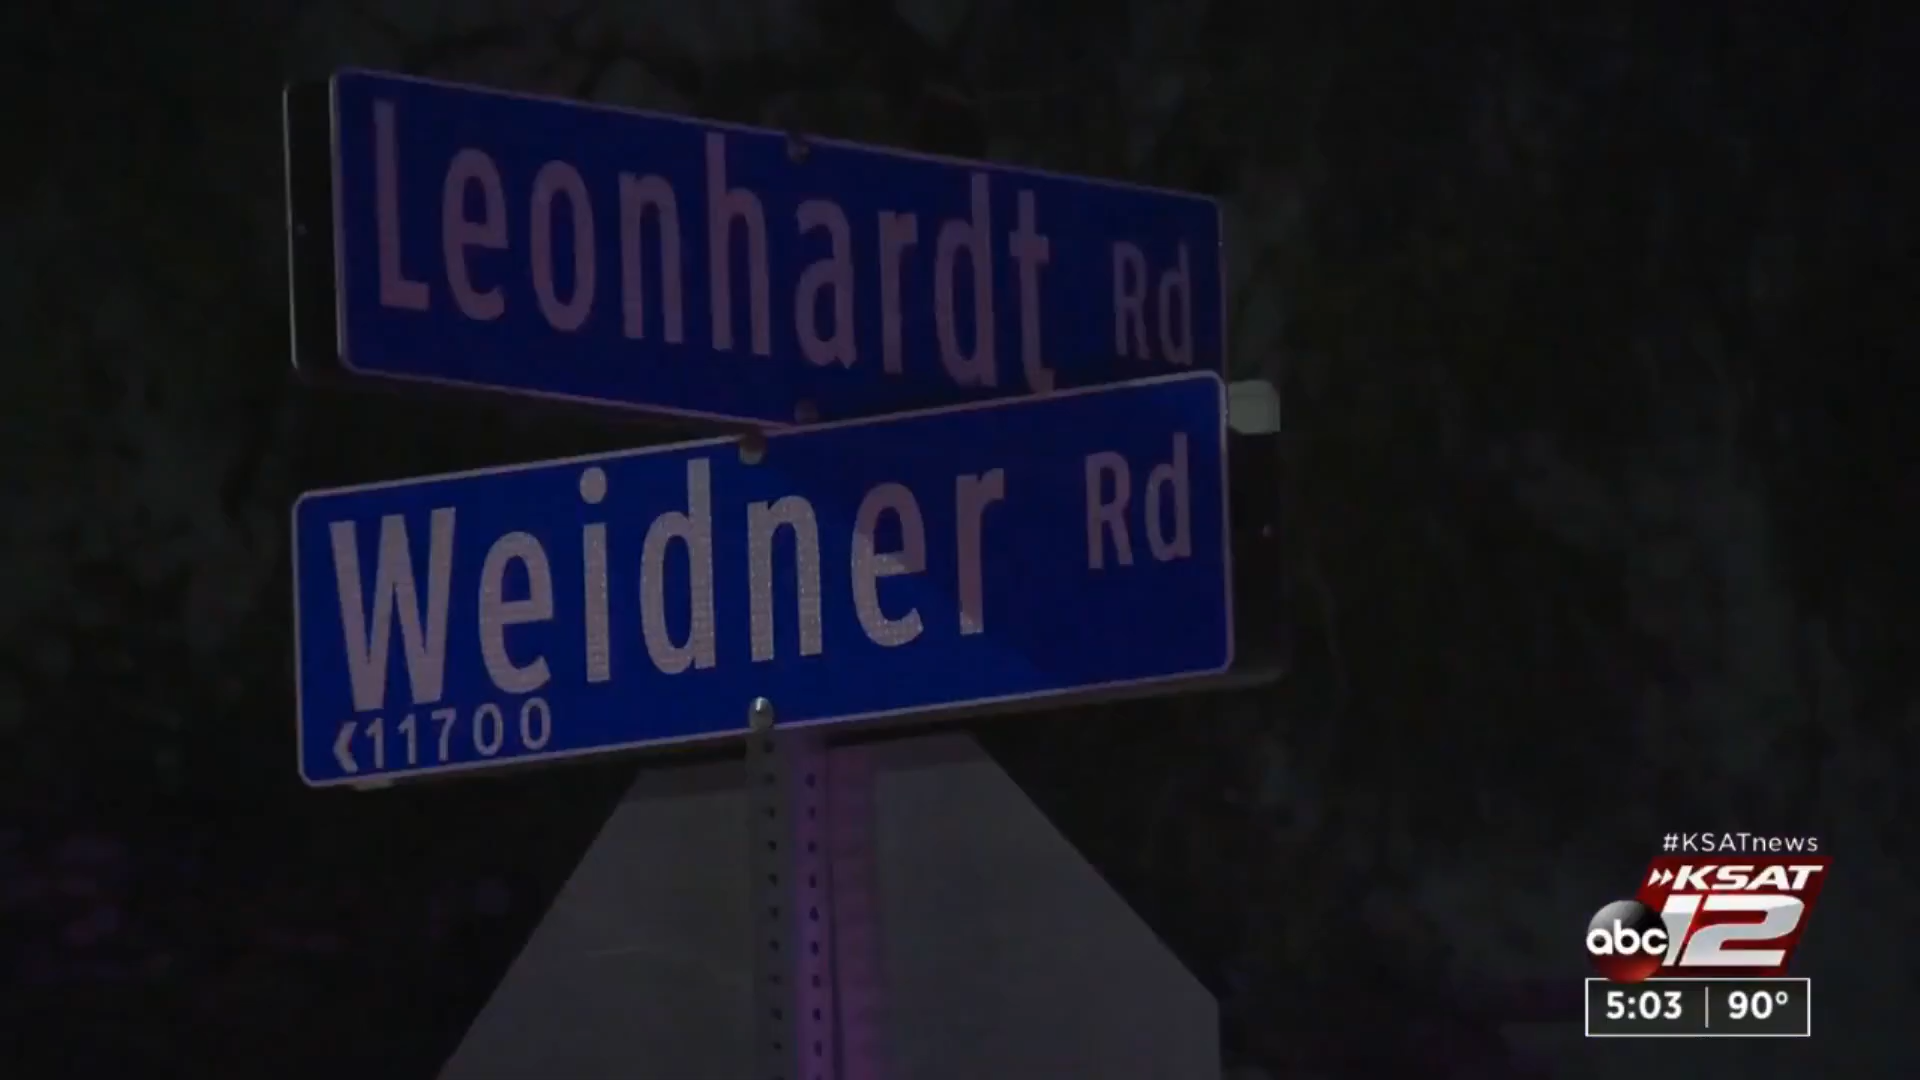 Leonhardt Rd
Weidner Rd
<11700
#KSATnews
KSAT
abc 12
5:03 | 90°